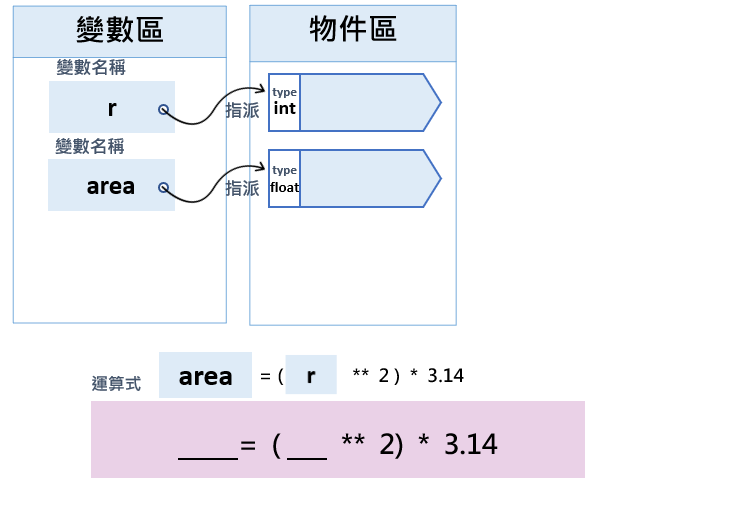 變數區
物件區
變數名稱
r
指派
type
int
變數名稱
area
指派
type
float
運算式 area = ( r ** 2 ) * 3.14
____= ( ___ ** 2) * 3.14